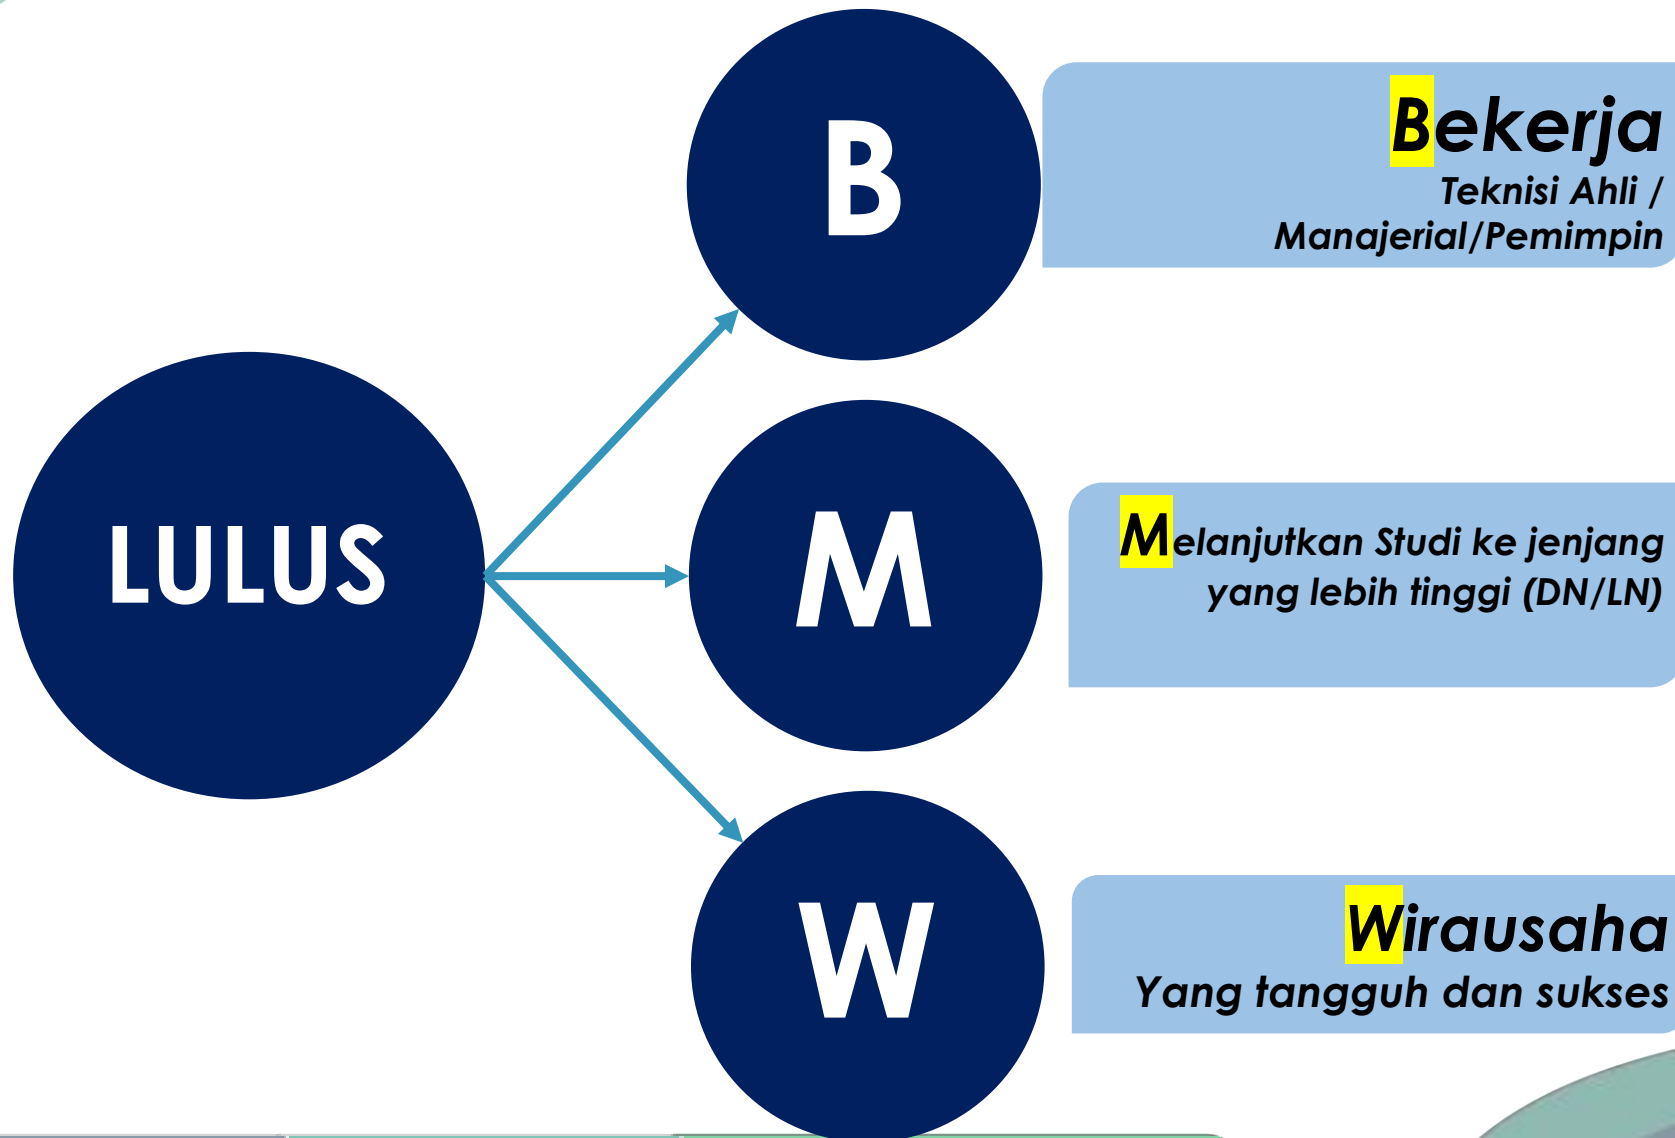 LULUS
B
Bekerja
Teknisi Ahli /
Manajerial/Pemimpin
M
Melanjutkan Studi ke jenjang
yang lebih tinggi (DN/LN)
W
Wirausaha
Yang tangguh dan sukses